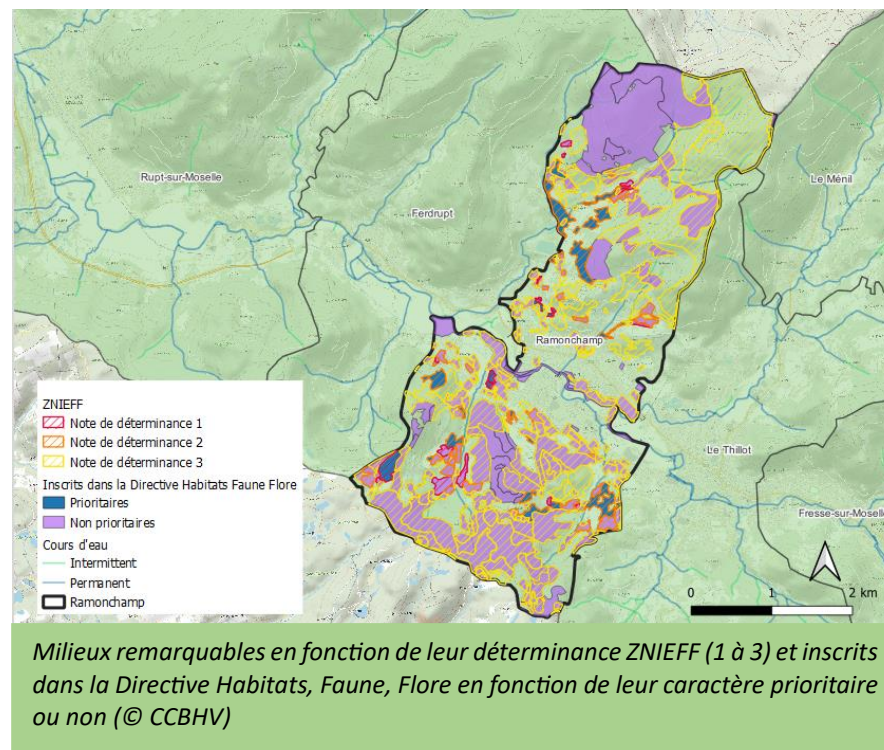 Rupt-sur-Moselle
Le Ménil
Ferdrupt
Ramonchamp
Le Thillot
Fresse-sur-Moselle
ZNIEFF
Note de déterminance 1
Note de déterminance 2
Note de déterminance 3
Inscrits dans la Directive Habitats Faune Flore
Prioritaires
Non prioritaires
Cours d'eau
Intermittent
Permanent
Ramonchamp
0 1 2 km
Milieux remarquables en fonction de leur déterminance ZNIEFF (1 à 3) et inscrits
dans la Directive Habitats, Faune, Flore en fonction de leur caractère prioritaire
ou non (© CCBHV)